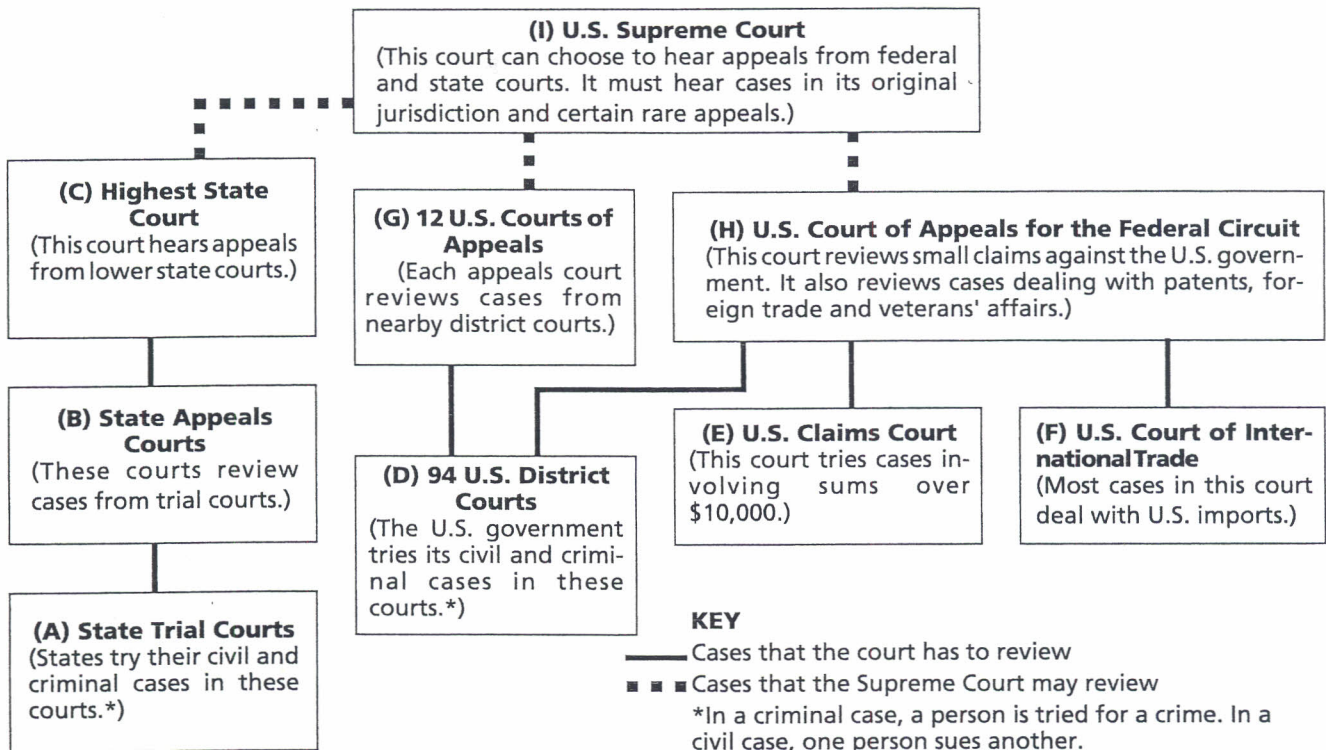 (I) U.S. Supreme Court
(This court can choose to hear appeals from federal
and state courts. It must hear cases in its original
jurisdiction and certain rare appeals.)
(C) Highest State
Court
(This court hears appeals
from lower state courts.)
(G) 12 U.S. Courts of
Appeals
(Each appeals court
reviews cases from
nearby district courts.)
(H) U.S. Court of Appeals for the Federal Circuit
(This court reviews small claims against the U.S. govern-
ment. It also reviews cases dealing with patents, for-
eign trade and veterans' affairs.)
(B) State Appeals
Courts
(These courts review
cases from trial courts.)
(D) 94 U.S. District
Courts
(The U.S. government
tries its civil and crimi-
nal cases in these
courts.*)
(E) U.S. Claims Court
(This court tries cases in-
volving sums over
$10,000.)
(F) U.S. Court of Inter-
national Trade
(Most cases in this court
deal with U.S. imports.)
(A) State Trial Courts
(States try their civil and
criminal cases in these
courts.*)
KEY
Cases that the court has to review
Cases that the Supreme Court may review
*In a criminal case, a person is tried for a crime. In a
civil case, one person sues another.